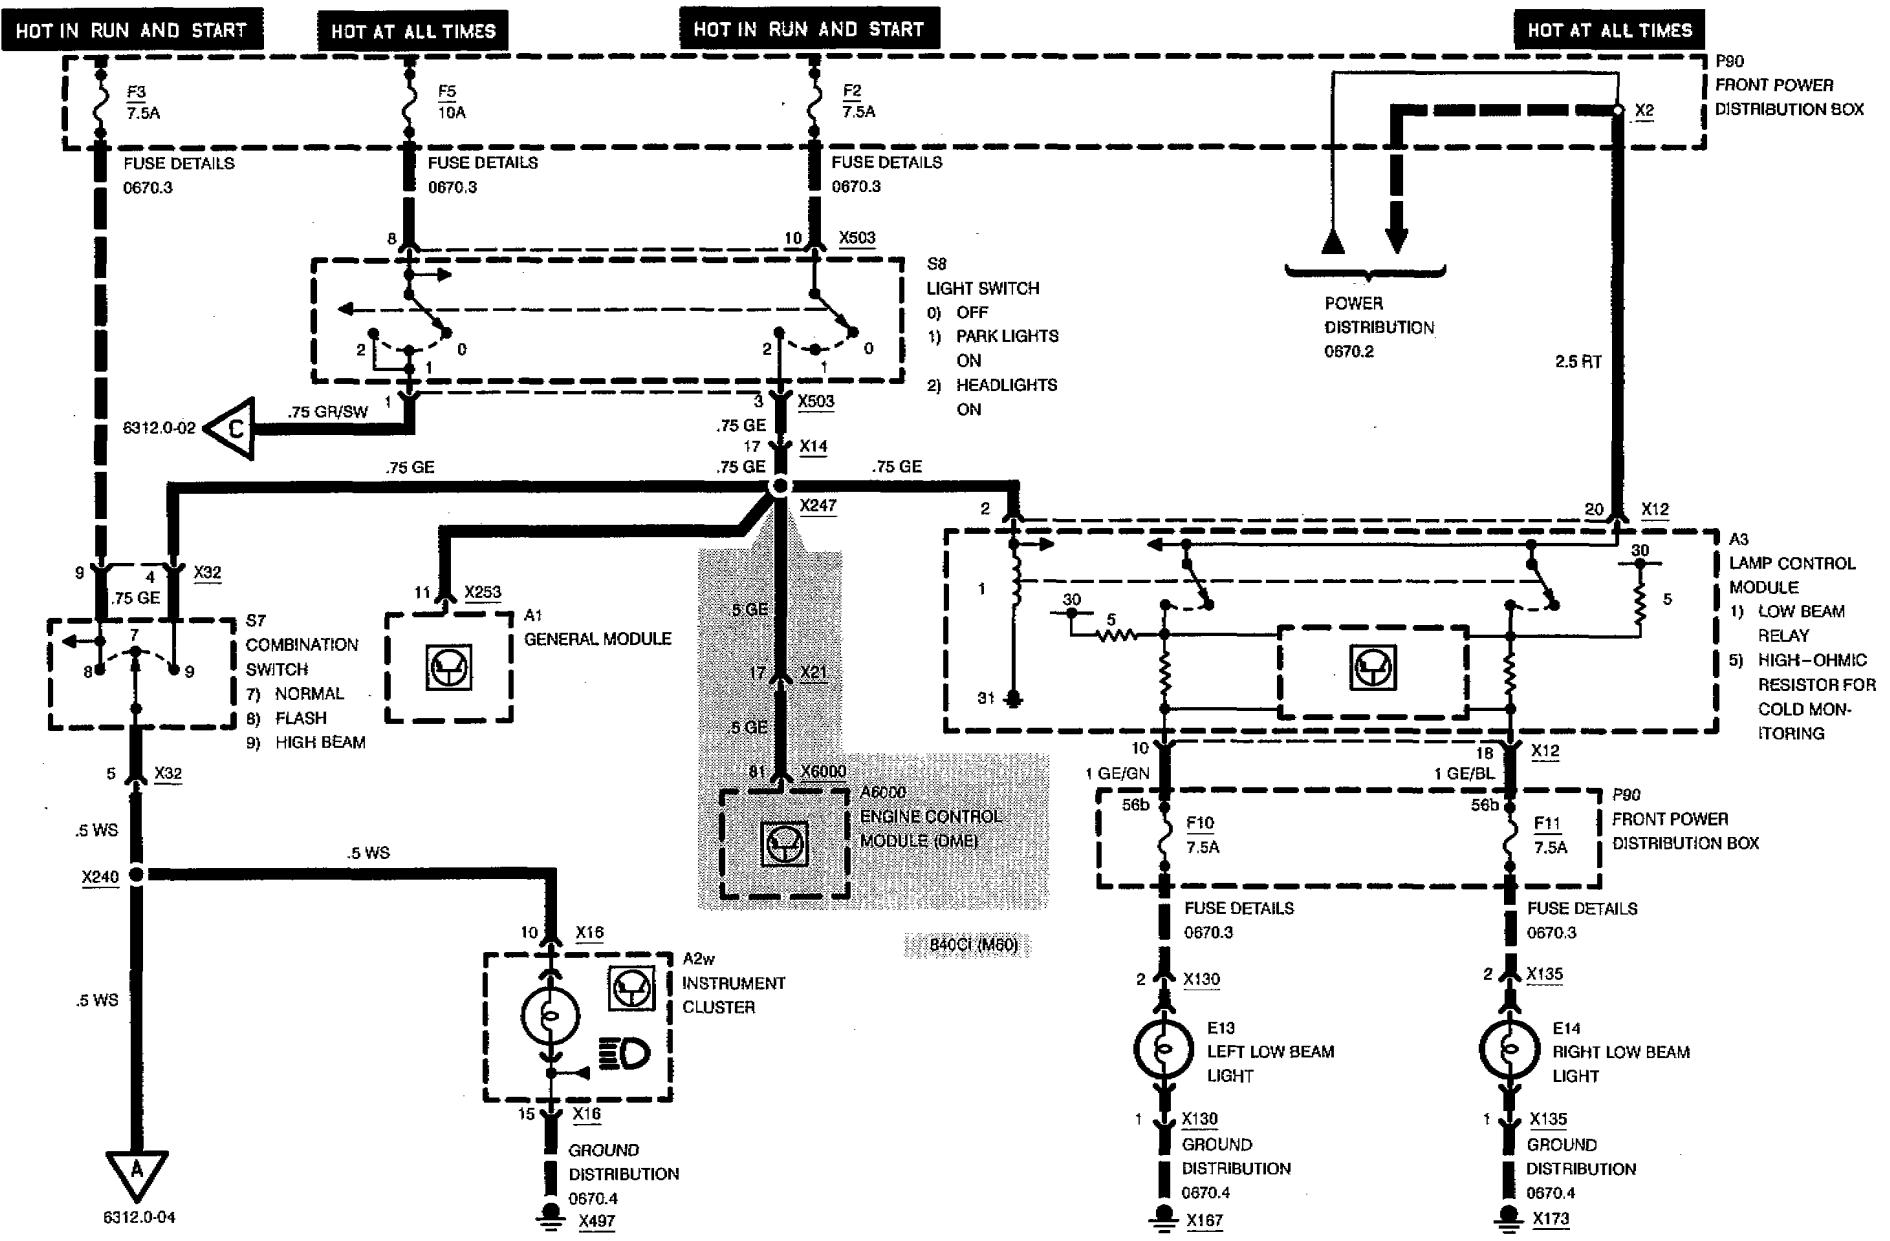 HOT IN RUN AND START
HOT AT ALL TIMES
HOT IN RUN AND START
HOT AT ALL TIMES
P90
FRONT POWER
DISTRIBUTION BOX
F3
7.5A
F5
10A
F2
7.5A
X2
FUSE DETAILS
0670.3
FUSE DETAILS
0670.3
FUSE DETAILS
0670.3
8
10
X503
S8
LIGHT SWITCH
0) OFF
1) PARK LIGHTS
ON
2) HEADLIGHTS
ON
2
0
1
2
0
1
POWER
DISTRIBUTION
0670.2
2.5 RT
1
3
X503
.75 GR/SW
6312.0-02
C
.75 GE
17
X14
.75 GE
.75 GE
.75 GE
X247
2
20
X12
9
4
X32
.75 GE
11
X253
A1
GENERAL MODULE
S7
COMBINATION
SWITCH
7) NORMAL
8) FLASH
9) HIGH BEAM
7
8
9
.5 GE
17
X21
.5 GE
81
X6000
A6000
ENGINE CONTROL
MODULE (DME)
840Ci (M60)
A3
LAMP CONTROL
MODULE
1) LOW BEAM
RELAY
5) HIGH-OHMIC
RESISTOR FOR
COLD MON-
ITORING
1
30
5
30
5
31
10
18
X12
1 GE/GN
1 GE/BL
56b
56b
P90
FRONT POWER
DISTRIBUTION BOX
F10
7.5A
F11
7.5A
FUSE DETAILS
0670.3
FUSE DETAILS
0670.3
5
X32
.5 WS
X240
.5 WS
10
X16
A2w
INSTRUMENT
CLUSTER
.5 WS
15
X16
GROUND
DISTRIBUTION
0670.4
X497
A
6312.0-04
2
X130
2
X135
E13
LEFT LOW BEAM
LIGHT
E14
RIGHT LOW BEAM
LIGHT
1
X130
GROUND
DISTRIBUTION
0670.4
X167
1
X135
GROUND
DISTRIBUTION
0670.4
X173